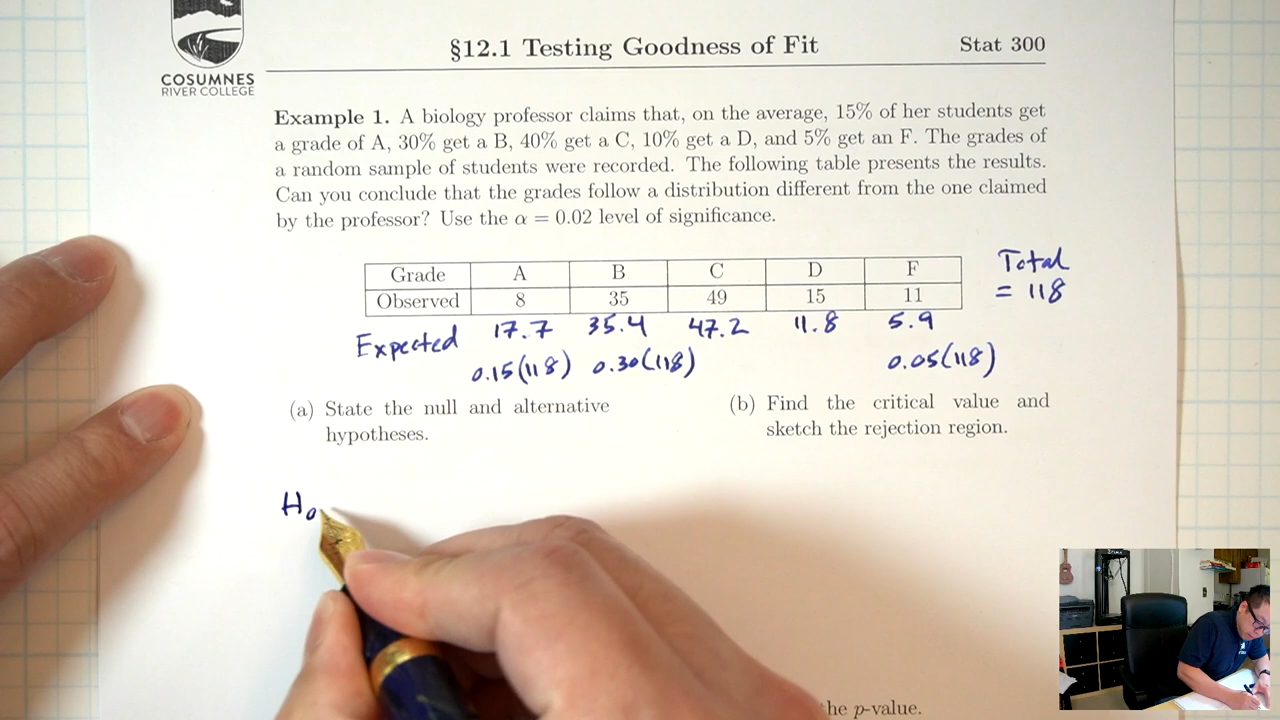 COSUMNES
RIVER COLLEGE
§12.1 Testing Goodness of Fit
Stat 300
Example 1. A biology professor claims that, on the average, 15% of her students get
a grade of A, 30% get a B, 40% get a C, 10% get a D, and 5% get an F. The grades of
a random sample of students were recorded. The following table presents the results.
Can you conclude that the grades follow a distribution different from the one claimed
by the professor? Use the α = 0.02 level of significance.
Grade A B C D F
Observed 8 35 49 15 11
Total
= 118
Expected 17.7 35.4 47.2 11.8 5.9
0.15(118) 0.30(118) 0.05(118)
(a) State the null and alternative
hypotheses.
(b) Find the critical value and
sketch the rejection region.
H₀
he p-value.